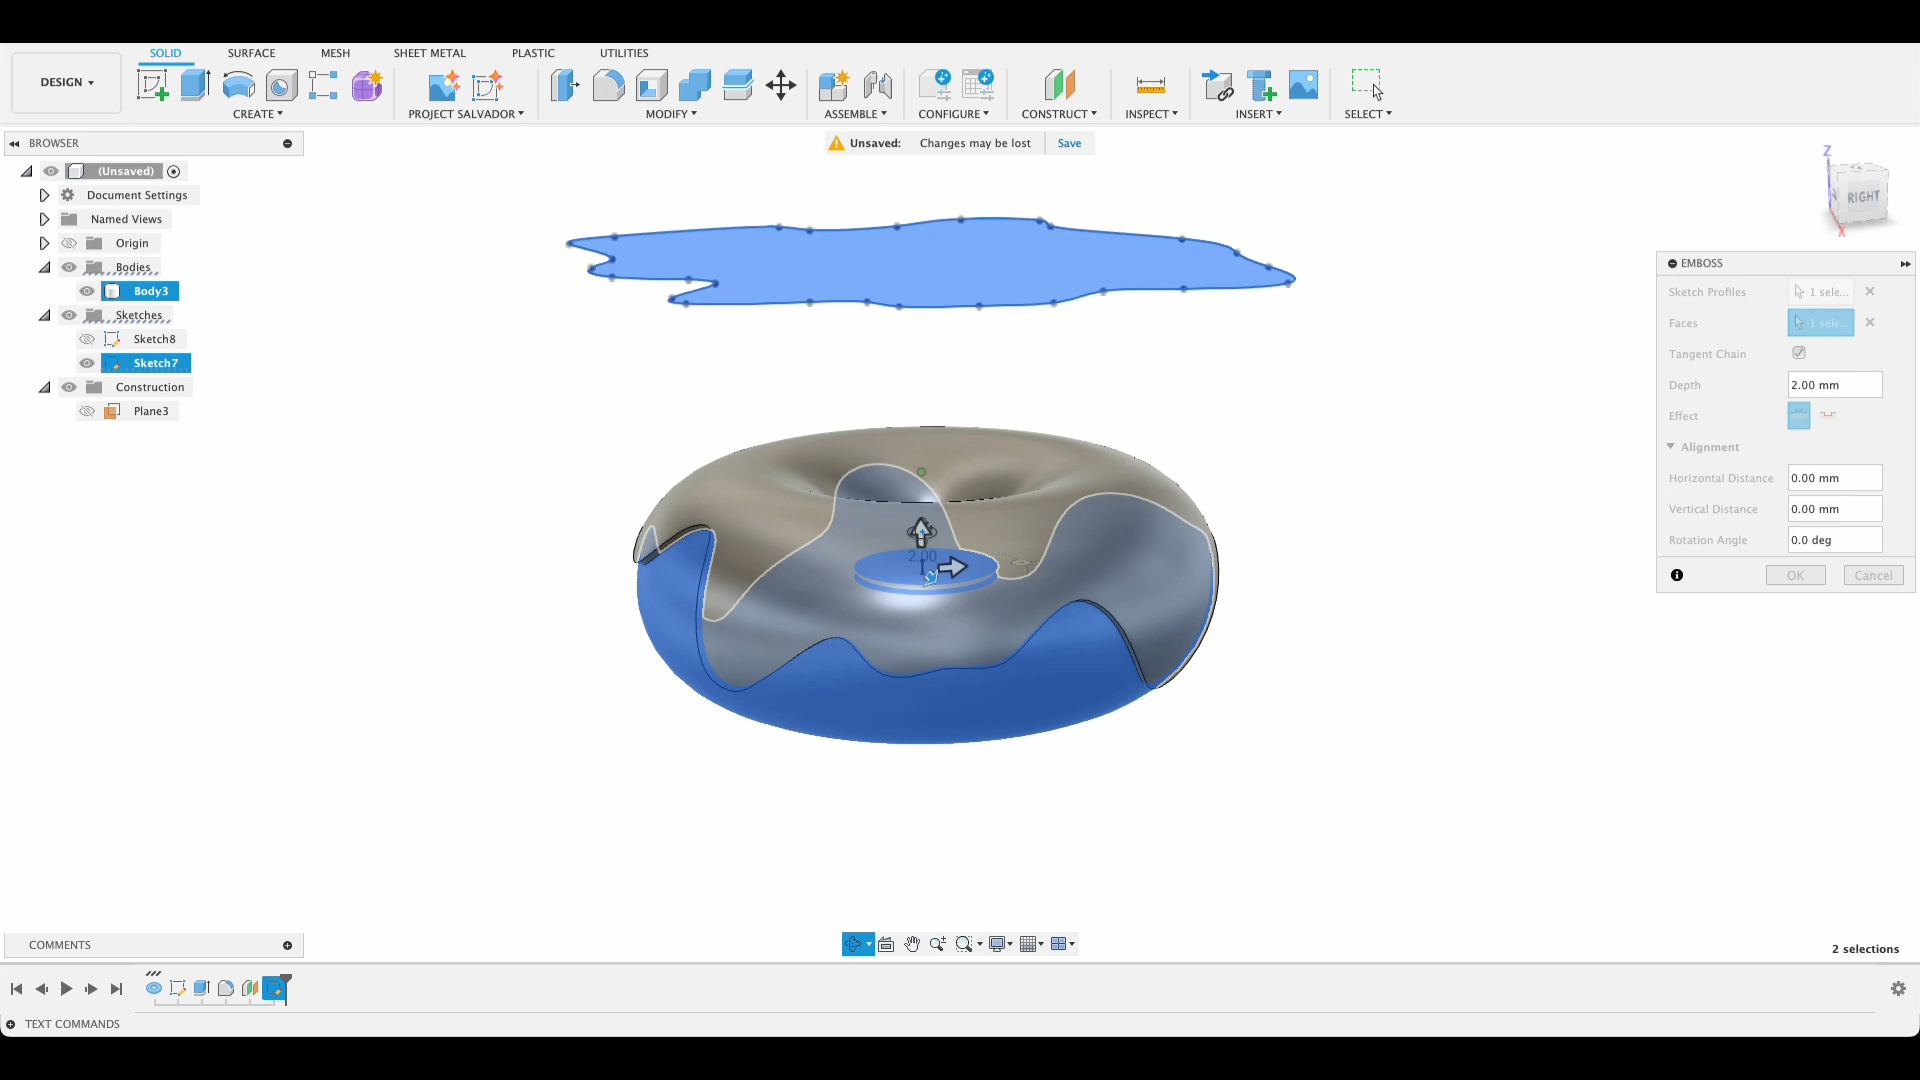 SOLID SURFACE MESH SHEET METAL PLASTIC UTILITIES
DESIGN
CREATE PROJECT SALVADOR MODIFY ASSEMBLE CONFIGURE CONSTRUCT INSPECT INSERT SELECT
BROWSER
Unsaved: Changes may be lost Save
(Unsaved)
Document Settings
Named Views
Origin
Bodies
Body3
Sketches
Sketch8
Sketch7
Construction
Plane3
Z
RIGHT
X
EMBOSS
Sketch Profiles 1 sele...
Faces 1 sele...
Tangent Chain
Depth 2.00 mm
Effect
Alignment
Horizontal Distance 0.00 mm
Vertical Distance 0.00 mm
Rotation Angle 0.0 deg
OK Cancel
2.00
COMMENTS
2 selections
TEXT COMMANDS